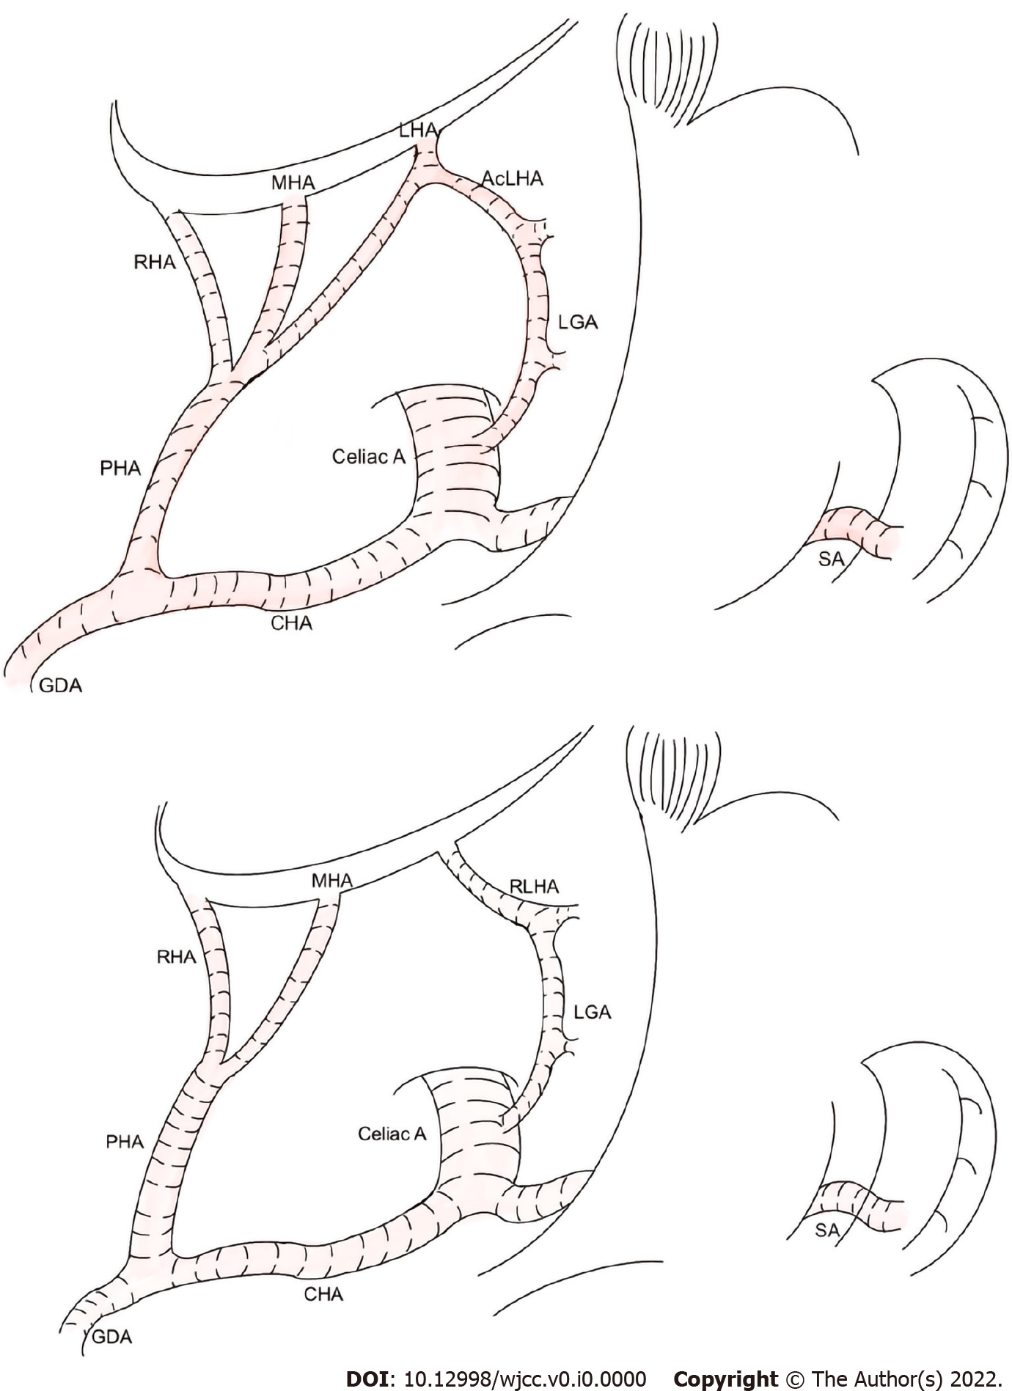 LHA
AcLHA
MHA
RHA
LGA
Celiac A
PHA
SA
CHA
GDA
MHA
RLHA
RHA
LGA
Celiac A
PHA
SA
CHA
GDA
DOI: 10.12998/wjcc.v0.i0.0000 Copyright © The Author(s) 2022.